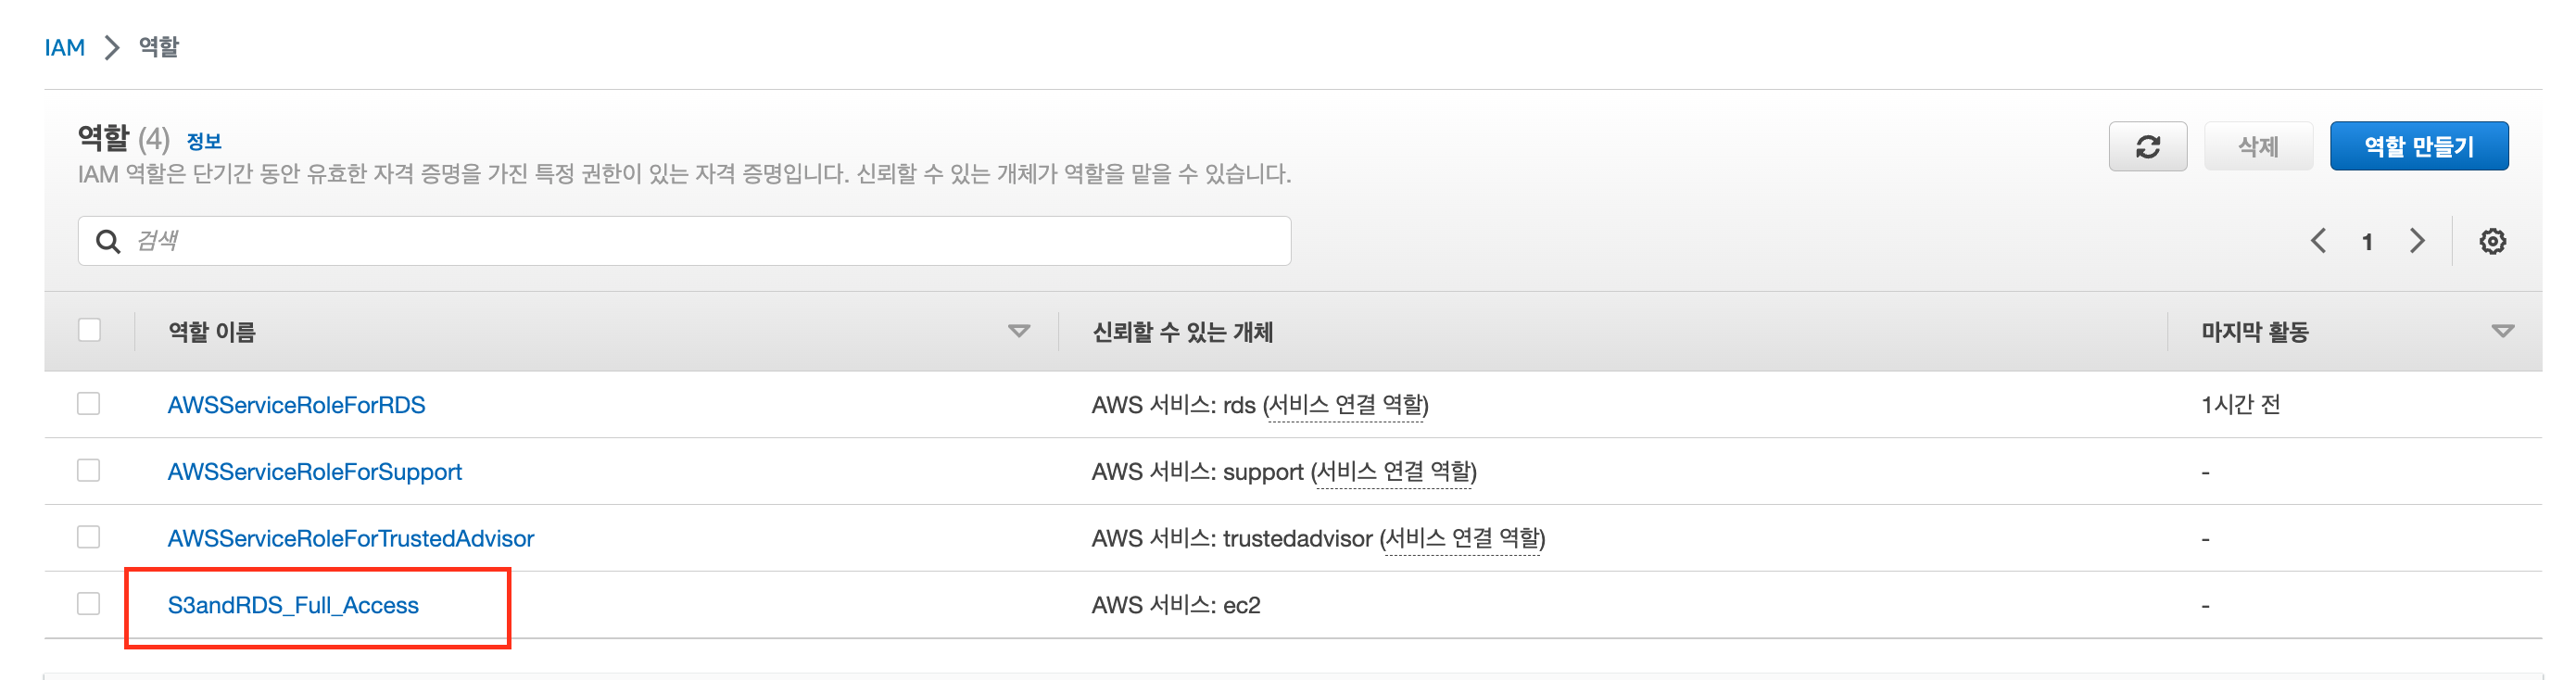 IAM 역할
역할 (4) 정보
IAM 역할은 단기간 동안 유효한 자격 증명을 가진 특정 권한이 있는 자격 증명입니다. 신뢰할 수 있는 개체가 역할을 맡을 수 있습니다.
삭제 역할 만들기
검색
1
역할 이름 신뢰할 수 있는 개체 마지막 활동
AWSServiceRoleForRDS AWS 서비스: rds (서비스 연결 역할) 1시간 전
AWSServiceRoleForSupport AWS 서비스: support (서비스 연결 역할) -
AWSServiceRoleForTrustedAdvisor AWS 서비스: trustedadvisor (서비스 연결 역할) -
S3andRDS_Full_Access AWS 서비스: ec2 -